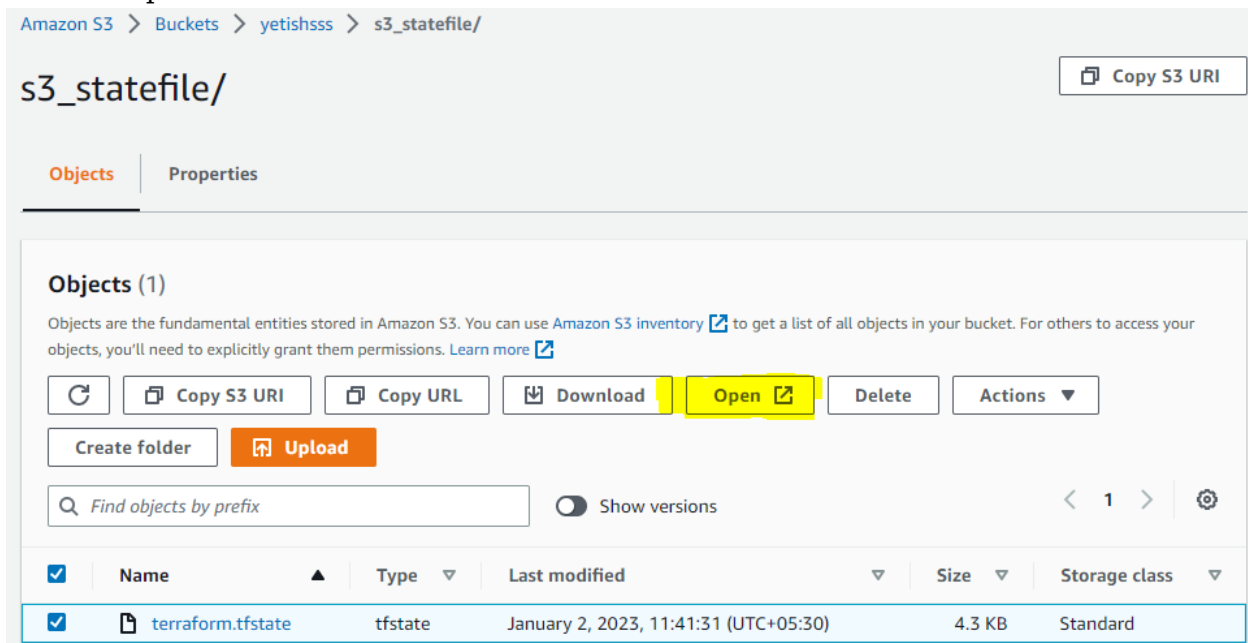 Amazon S3 > Buckets > yetishsss > s3_statefile/
s3_statefile/
Copy S3 URI
Objects
Properties
Objects (1)
Objects are the fundamental entities stored in Amazon S3. You can use Amazon S3 inventory to get a list of all objects in your bucket. For others to access your
objects, you'll need to explicitly grant them permissions. Learn more
Copy S3 URI Copy URL Download Open Delete Actions
Create folder Upload
Find objects by prefix Show versions 1
Name Type Last modified Size Storage class
terraform.tfstate tfstate January 2, 2023, 11:41:31 (UTC+05:30) 4.3 KB Standard